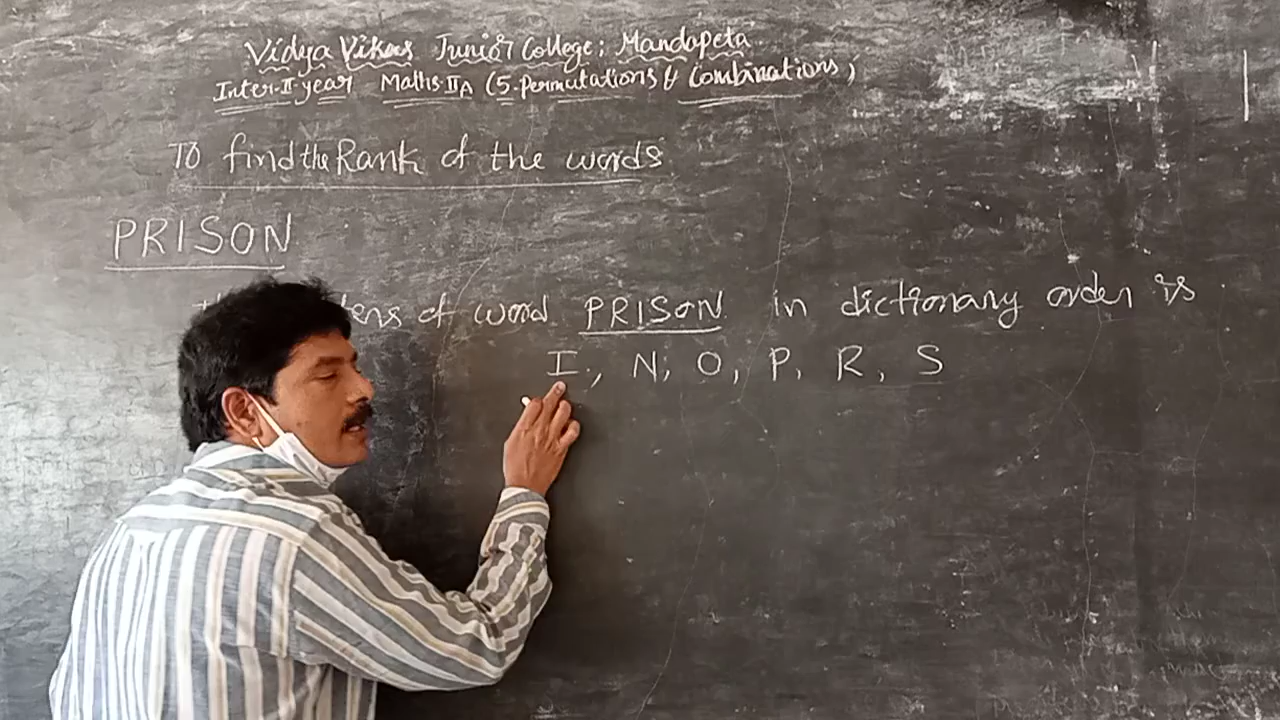 Vidya Vikas Junior College; Mandapeta
Inter-II-year Maths-IIA (5. Permutations & Combinations)
To find the Rank of the words
PRISON
of word PRISON in dictionary order is
I, N, O, P, R, S